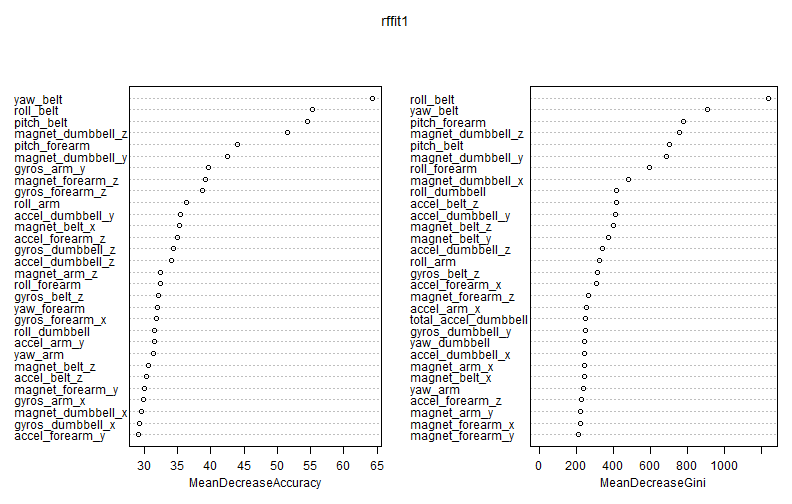 rffit1
yaw_belt
roll_belt
pitch_belt
magnet_dumbbell_z
pitch_forearm
magnet_dumbbell_y
gyros_arm_y
magnet_forearm_z
gyros_forearm_z
roll_arm
accel_dumbbell_y
magnet_belt_x
accel_forearm_z
gyros_dumbbell_z
accel_dumbbell_z
magnet_arm_z
roll_forearm
gyros_belt_z
yaw_forearm
gyros_forearm_x
roll_dumbbell
accel_arm_y
yaw_arm
magnet_belt_z
accel_belt_z
magnet_forearm_y
gyros_arm_x
magnet_dumbbell_x
gyros_dumbbell_x
accel_forearm_y
30 35 40 45 50 55 60 65
MeanDecreaseAccuracy
roll_belt
yaw_belt
pitch_forearm
magnet_dumbbell_z
pitch_belt
magnet_dumbbell_y
roll_forearm
magnet_dumbbell_x
roll_dumbbell
accel_belt_z
accel_dumbbell_y
magnet_belt_z
magnet_belt_y
accel_dumbbell_z
roll_arm
gyros_belt_z
accel_forearm_x
magnet_forearm_z
accel_arm_x
total_accel_dumbbell
gyros_dumbbell_y
yaw_dumbbell
accel_dumbbell_x
magnet_arm_x
magnet_belt_x
yaw_arm
accel_forearm_z
magnet_arm_y
magnet_forearm_x
magnet_forearm_y
0 200 400 600 800 1000
MeanDecreaseGini